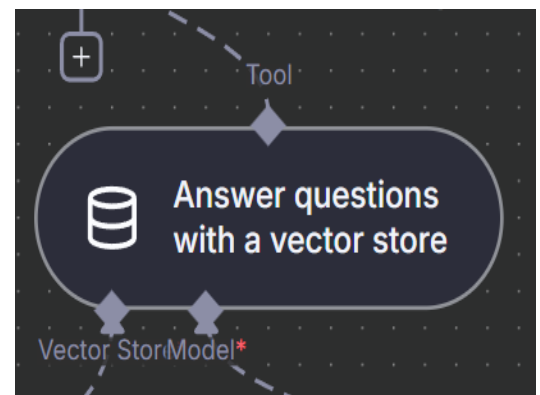 +
Tool
Answer questions
with a vector store
Vector Stor Model*